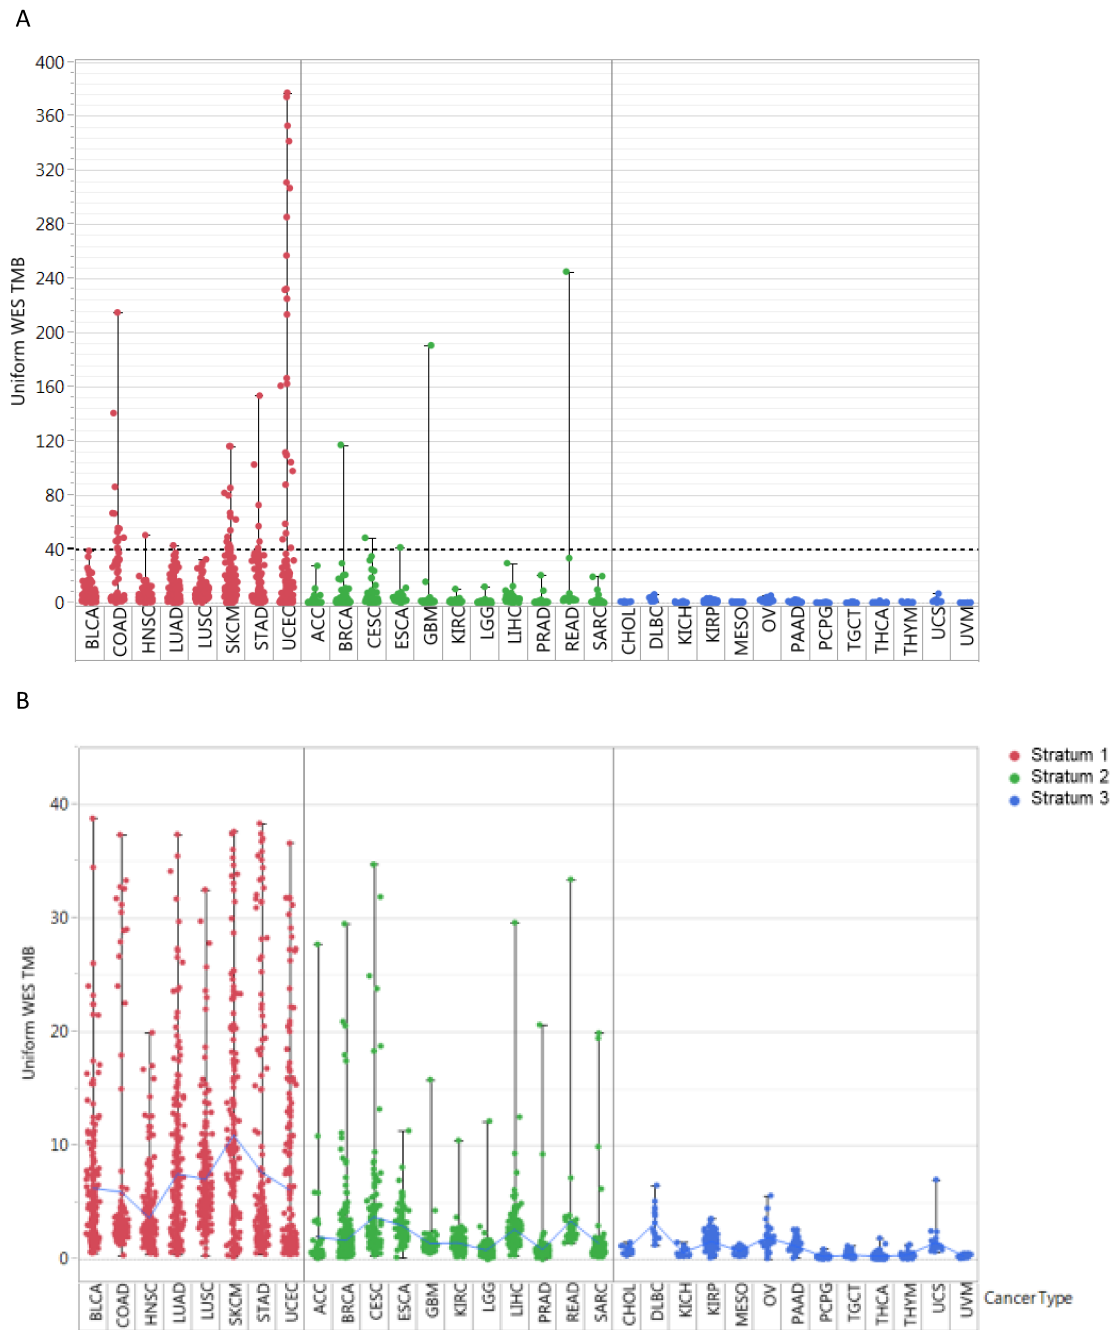 A
400
360
320
280
240
200
160
120
80
40
0
Uniform WES TMB
BLCA
COAD
HNSC
LUAD
LUSC
SKCM
STAD
UCEC
ACC
BRCA
CESC
ESCA
GBM
KIRC
LGG
LIHC
PRAD
READ
SARC
CHOL
DLBC
KICH
KIRP
MESO
OV
PAAD
PCPG
TGCT
THCA
THYM
UCS
UVM
B
Stratum 1
Stratum 2
Stratum 3
40
30
20
10
0
Uniform WES TMB
BLCA
COAD
HNSC
LUAD
LUSC
SKCM
STAD
UCEC
ACC
BRCA
CESC
ESCA
GBM
KIRC
LGG
LIHC
PRAD
READ
SARC
CHOL
DLBC
KICH
KIRP
MESO
OV
PAAD
PCPG
TGCT
THCA
THYM
UCS
UVM
CancerType